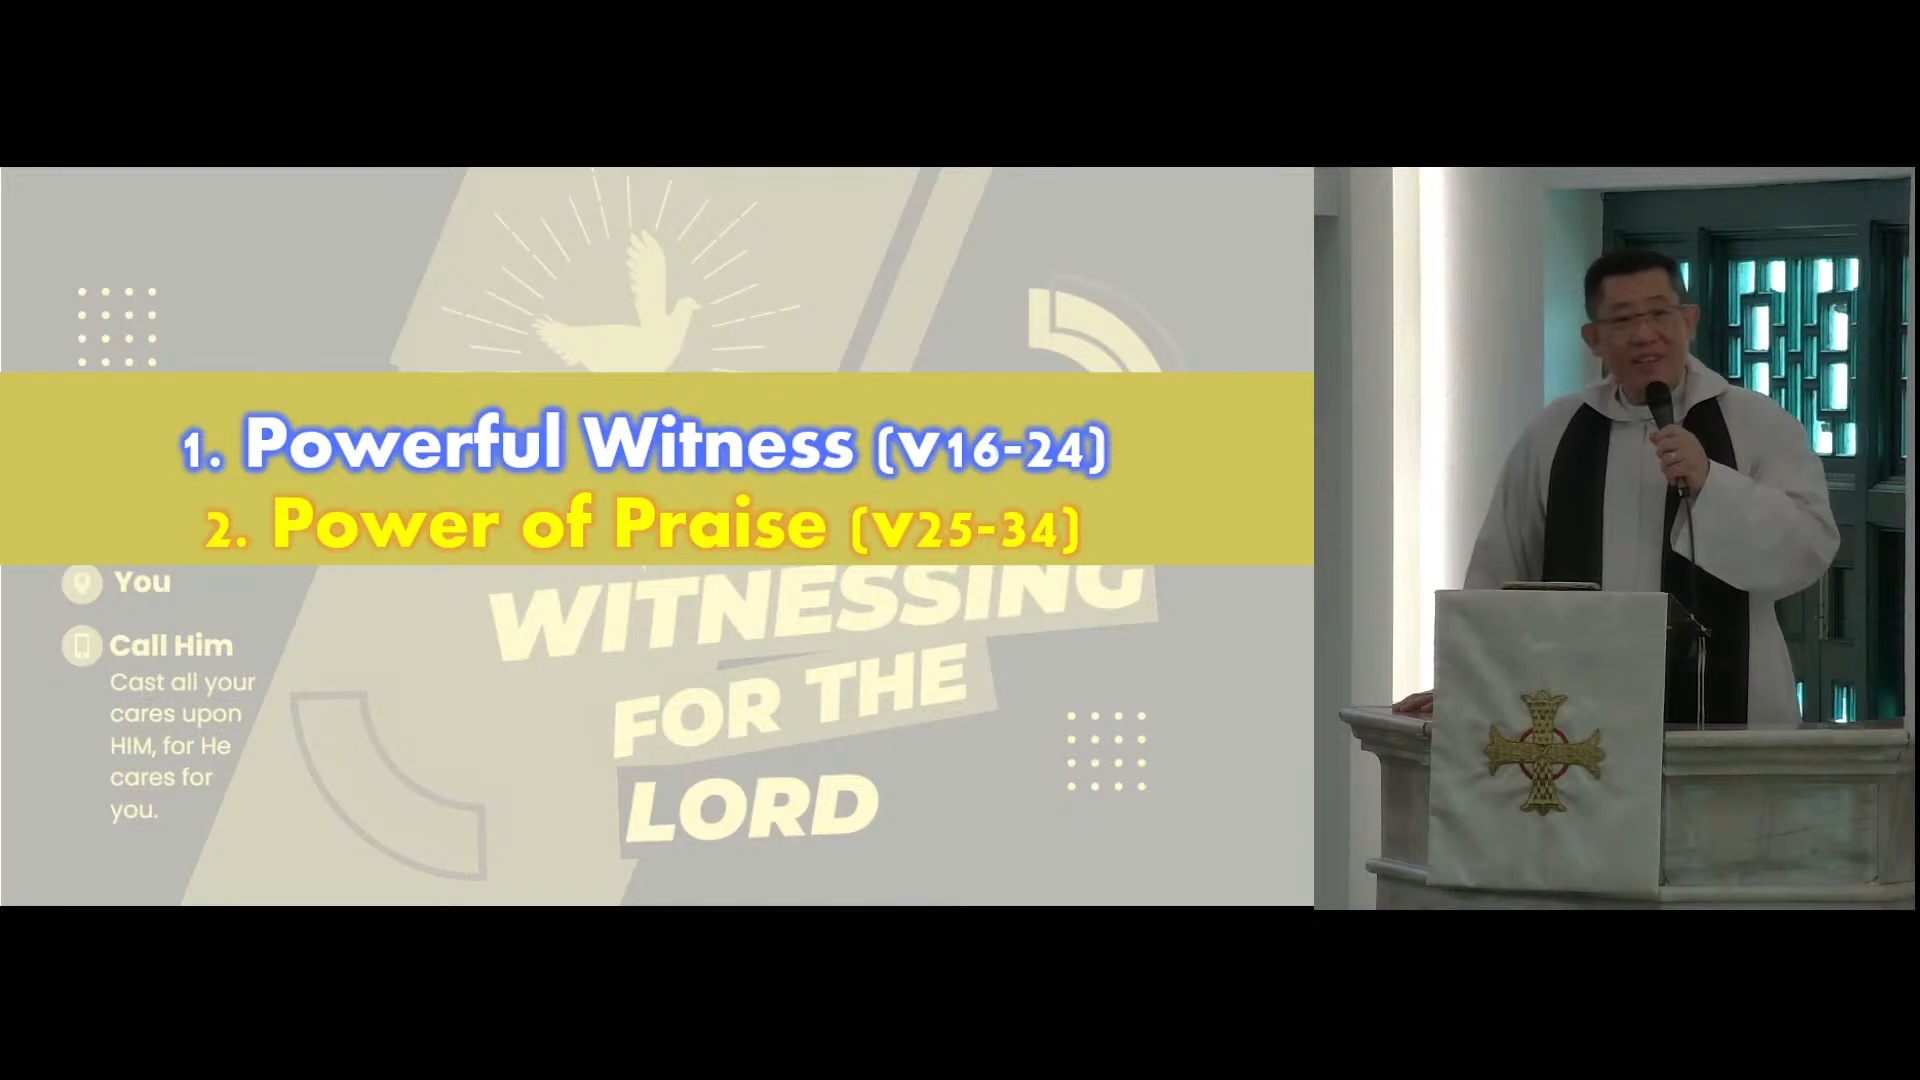 1. Powerful Witness (v16-24)
2. Power of Praise (v25-34)
You
Call Him
Cast all your
cares upon
HIM, for He
cares for
you.
WITNESSING
FOR THE
LORD